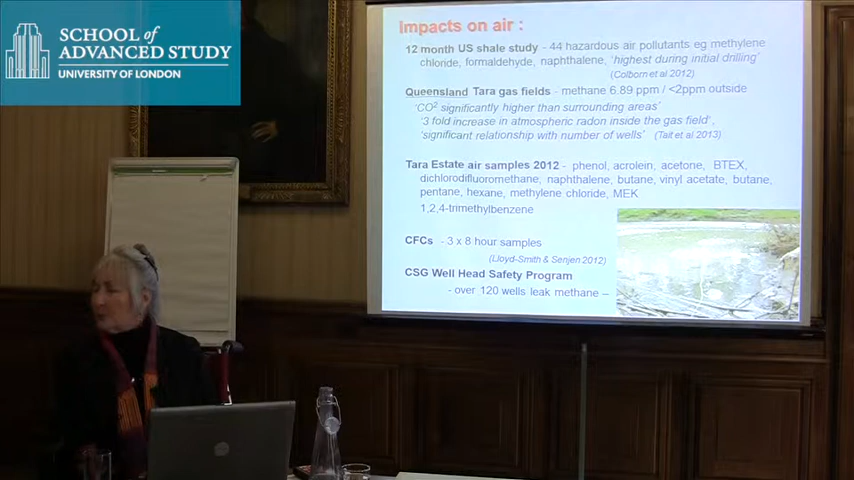 SCHOOL of
ADVANCED STUDY
UNIVERSITY OF LONDON
Impacts on air :
12 month US shale study - 44 hazardous air pollutants eg methylene
chloride, formaldehyde, naphthalene, 'highest during initial drilling'
(Colborn et al 2012)
Queensland Tara gas fields - methane 6.89 ppm / <2ppm outside
'CO² significantly higher than surrounding areas'
'3 fold increase in atmospheric radon inside the gas field',
'significant relationship with number of wells' (Tait et al 2013)
Tara Estate air samples 2012 - phenol, acrolein, acetone, BTEX,
dichlorodifluoromethane, naphthalene, butane, vinyl acetate, butane,
pentane, hexane, methylene chloride, MEK
1,2,4-trimethylbenzene
CFCs - 3 x 8 hour samples
(Lloyd-Smith & Senjen 2012)
CSG Well Head Safety Program
- over 120 wells leak methane –